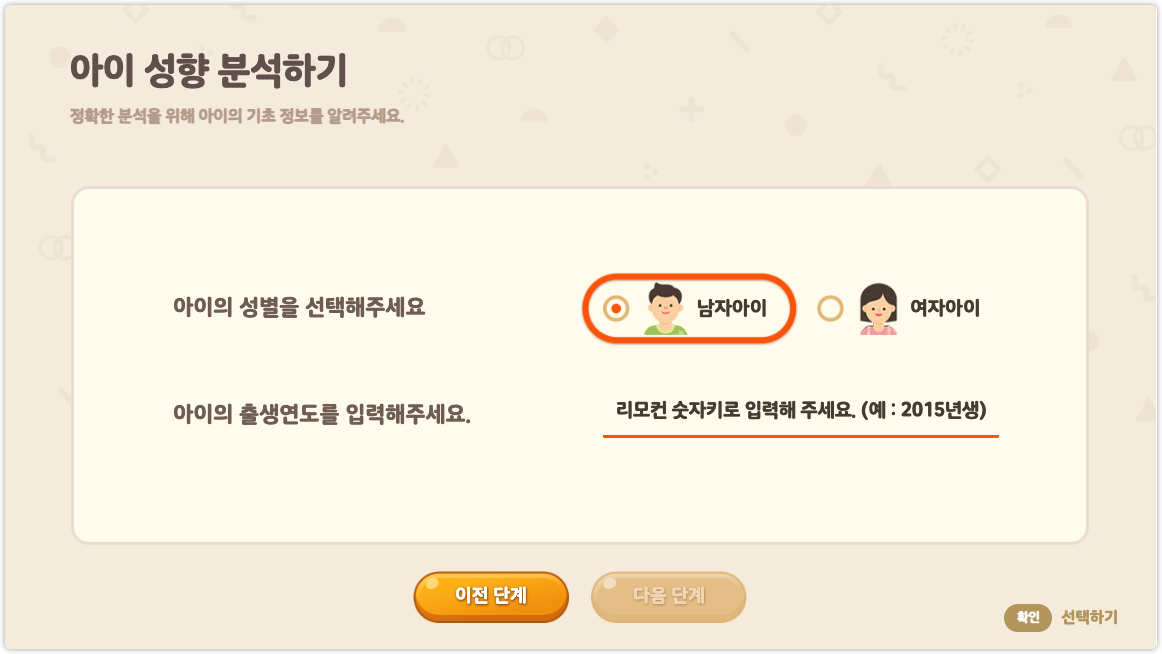 아이 성향 분석하기
정확한 분석을 위해 아이의 기초 정보를 알려주세요.
아이의 성별을 선택해주세요
남자아이
여자아이
아이의 출생연도를 입력해주세요.
리모컨 숫자키로 입력해 주세요. (예 : 2015년생)
이전 단계
다음 단계
확인 선택하기